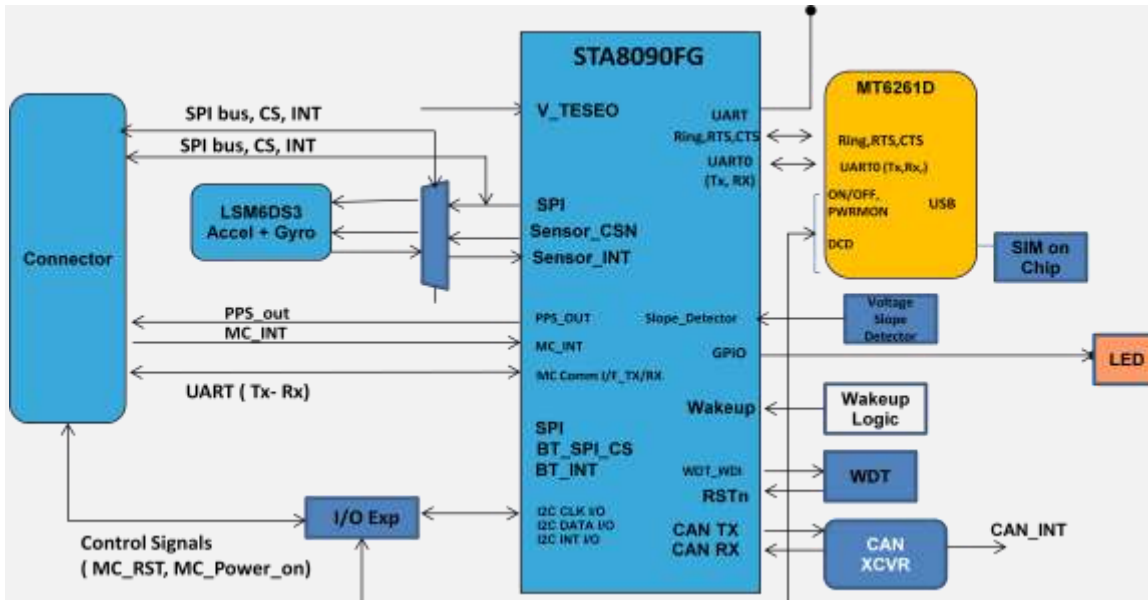 STA8090FG
SPI bus, CS, INT
SPI bus, CS, INT
V_TESEO
UART
Ring,RTS,CTS
UART0
(Tx, RX)
MT6261D
Ring,RTS,CTS
UART0 (Tx,Rx,)
ON/OFF,
PWRMON
USB
DCD
SIM on
Chip
Connector
LSM6DS3
Accel + Gyro
SPI
Sensor_CSN
Sensor_INT
PPS_out
MC_INT
UART ( Tx- Rx)
PPS_OUT
MC_INT
MC Comm I/F_TX/RX
Slope_Detector
GPIO
Voltage
Slope
Detector
LED
Wakeup
Wakeup
Logic
SPI
BT_SPI_CS
BT_INT
WDT_WDI
RSTn
WDT
I/O Exp
I2C CLK I/O
I2C DATA I/O
I2C INT I/O
CAN TX
CAN RX
CAN
XCVR
CAN_INT
Control Signals
( MC_RST, MC_Power_on)